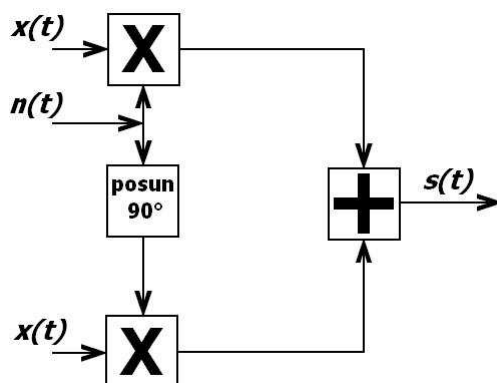 x(t)
X
n(t)
posun
90°
+
s(t)
x(t)
X